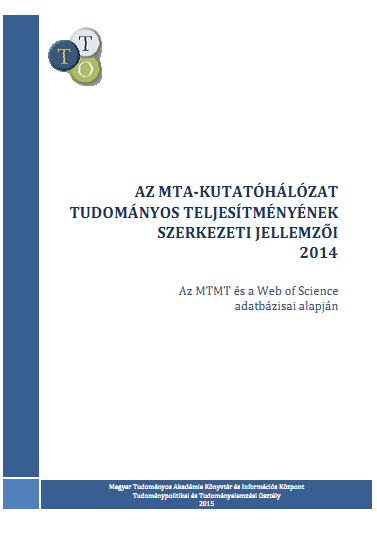 T
T
O
AZ MTA-KUTATÓHÁLÓZAT
TUDOMÁNYOS TELJESÍTMÉNYÉNEK
SZERKEZETI JELLEMZŐI
2014
Az MTMT és a Web of Science
adatbázisai alapján
Magyar Tudományos Akadémia Könyvtár és Információs Központ
Tudománypolitikai és Tudományelemzési Osztály
2015